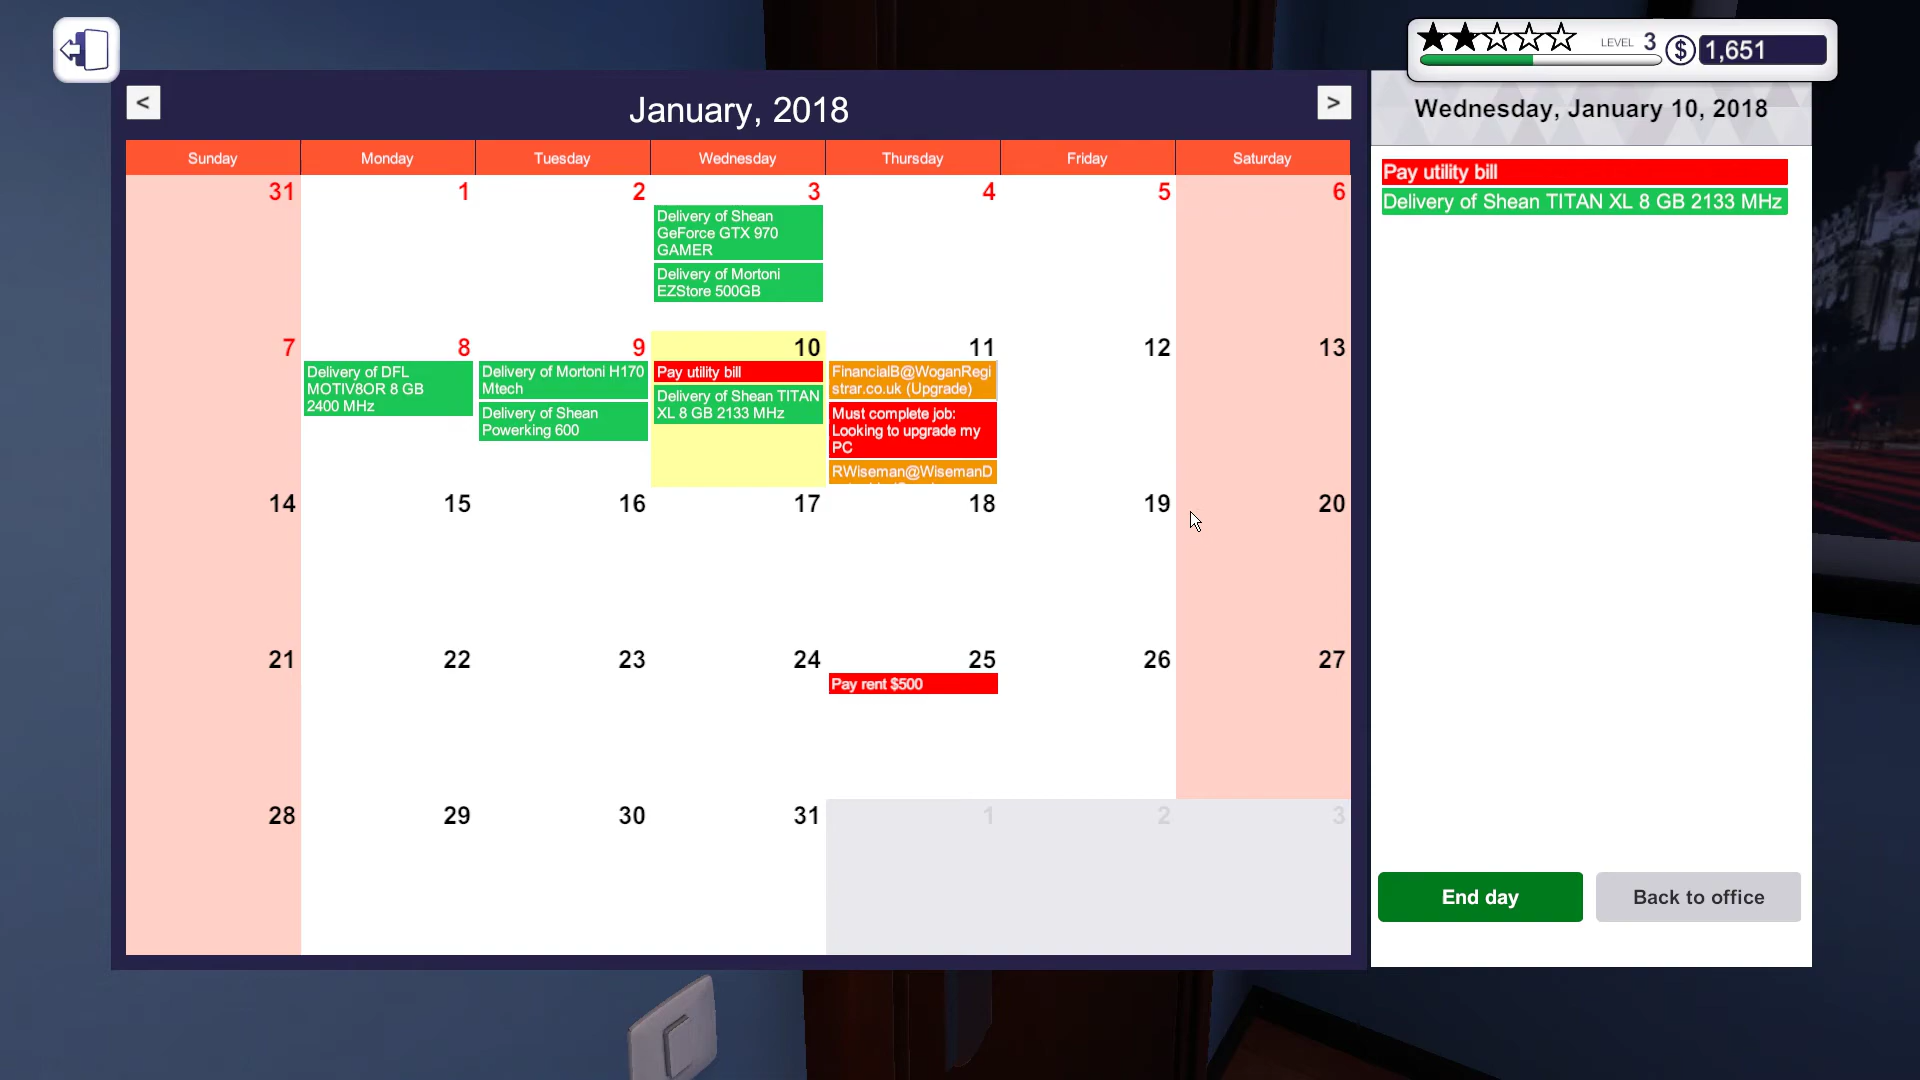 LEVEL 3
$ 1,651
<
January, 2018
>
Wednesday, January 10, 2018
Pay utility bill
Delivery of Shean TITAN XL 8 GB 2133 MHz
Sunday Monday Tuesday Wednesday Thursday Friday Saturday
31 1 2 3 4 5 6
Delivery of Shean
GeForce GTX 970
GAMER
Delivery of Mortoni
EZStore 500GB
7 8 9 10 11 12 13
Delivery of DFL
MOTIV8OR 8 GB
2400 MHz
Delivery of Mortoni H170
Mtech
Delivery of Shean
Powerking 600
Pay utility bill
Delivery of Shean TITAN
XL 8 GB 2133 MHz
FinancialB@WoganRegi
strar.co.uk (Upgrade)
Must complete job:
Looking to upgrade my
PC
RWiseman@WisemanD
14 15 16 17 18 19 20
21 22 23 24 25 26 27
Pay rent $500
28 29 30 31 1 2 3
End day
Back to office